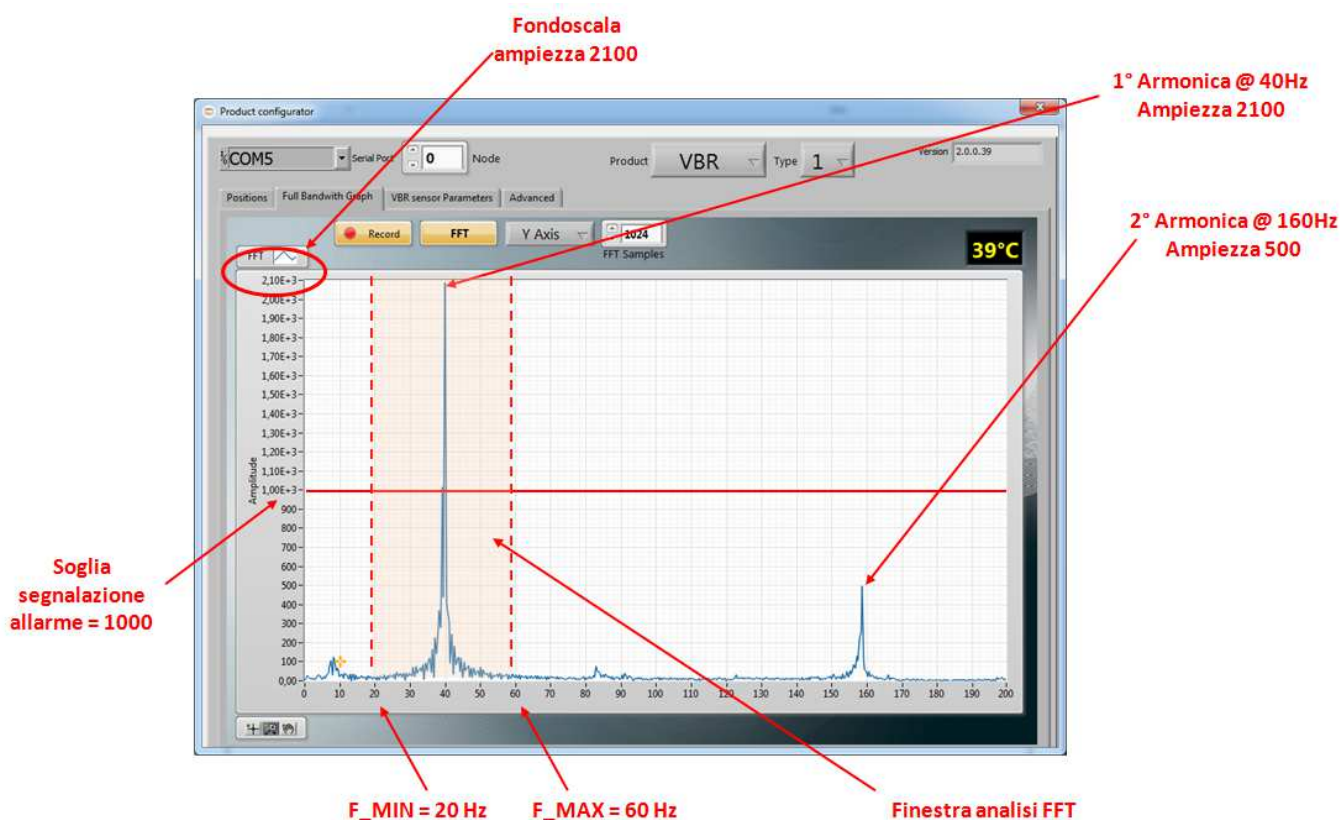 Fondoscala
ampiezza 2100
1° Armonica @ 40Hz
Ampiezza 2100
Product configurator
COM5 Serial Port 0 Node Product VBR Type 1 Version 2.0.0.39
Positions Full Bandwith Graph VBR sensor Parameters Advanced
2° Armonica @ 160Hz
Ampiezza 500
Record FFT Y Axis 1024
FFT Samples
39°C
FFT
2,10E+3
2,00E+3
1,90E+3
1,80E+3
1,70E+3
1,60E+3
1,50E+3
1,40E+3
1,30E+3
1,20E+3
1,10E+3
1,00E+3
900
800
700
600
500
400
300
200
100
0,00
Amplitude
0 10 20 30 40 50 60 70 80 90 100 110 120 130 140 150 160 170 180 190 200
Soglia
segnalazione
allarme = 1000
F_MIN = 20 Hz F_MAX = 60 Hz Finestra analisi FFT